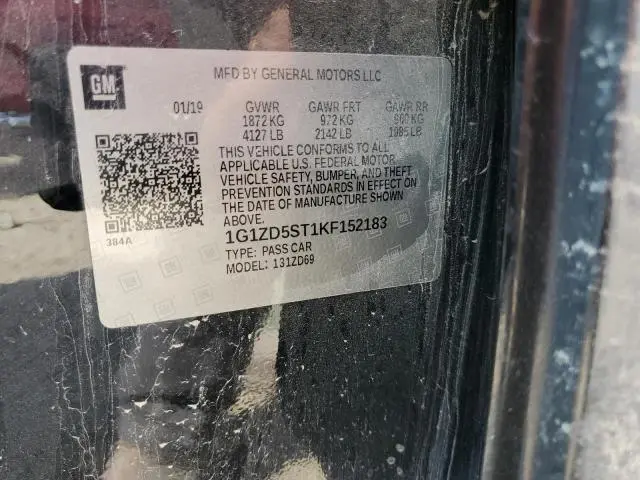 GM
MFD BY GENERAL MOTORS LLC
01/19 GVWR GAWR FRT GAWR RR
1872 KG 972 KG 900 KG
4127 LB 2142 LB 1985 LB
THIS VEHICLE CONFORMS TO ALL
APPLICABLE U.S. FEDERAL MOTOR
VEHICLE SAFETY, BUMPER, AND THEFT
PREVENTION STANDARDS IN EFFECT ON
THE DATE OF MANUFACTURE SHOWN
ABOVE.
384A
1G1ZD5ST1KF152183
TYPE: PASS CAR
MODEL: 131ZD69